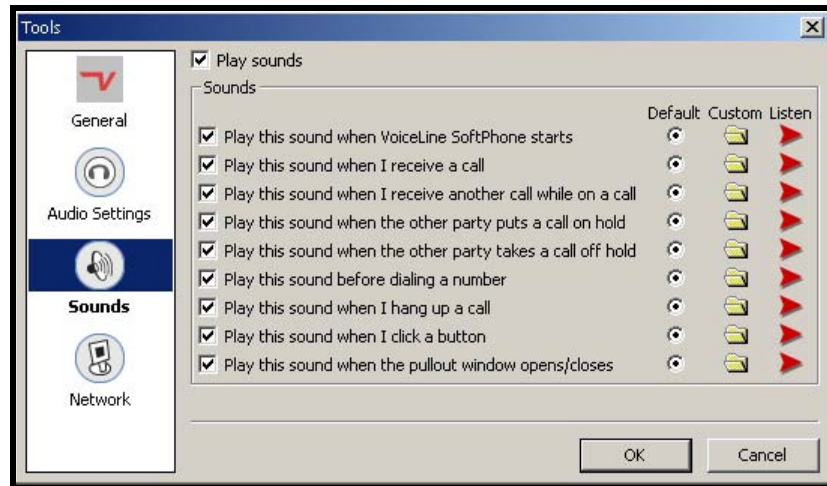 Tools
General
Audio Settings
Sounds
Network
Play sounds
Sounds
Default Custom Listen
Play this sound when VoiceLine SoftPhone starts
Play this sound when I receive a call
Play this sound when I receive another call while on a call
Play this sound when the other party puts a call on hold
Play this sound when the other party takes a call off hold
Play this sound before dialing a number
Play this sound when I hang up a call
Play this sound when I click a button
Play this sound when the pullout window opens/closes
OK Cancel